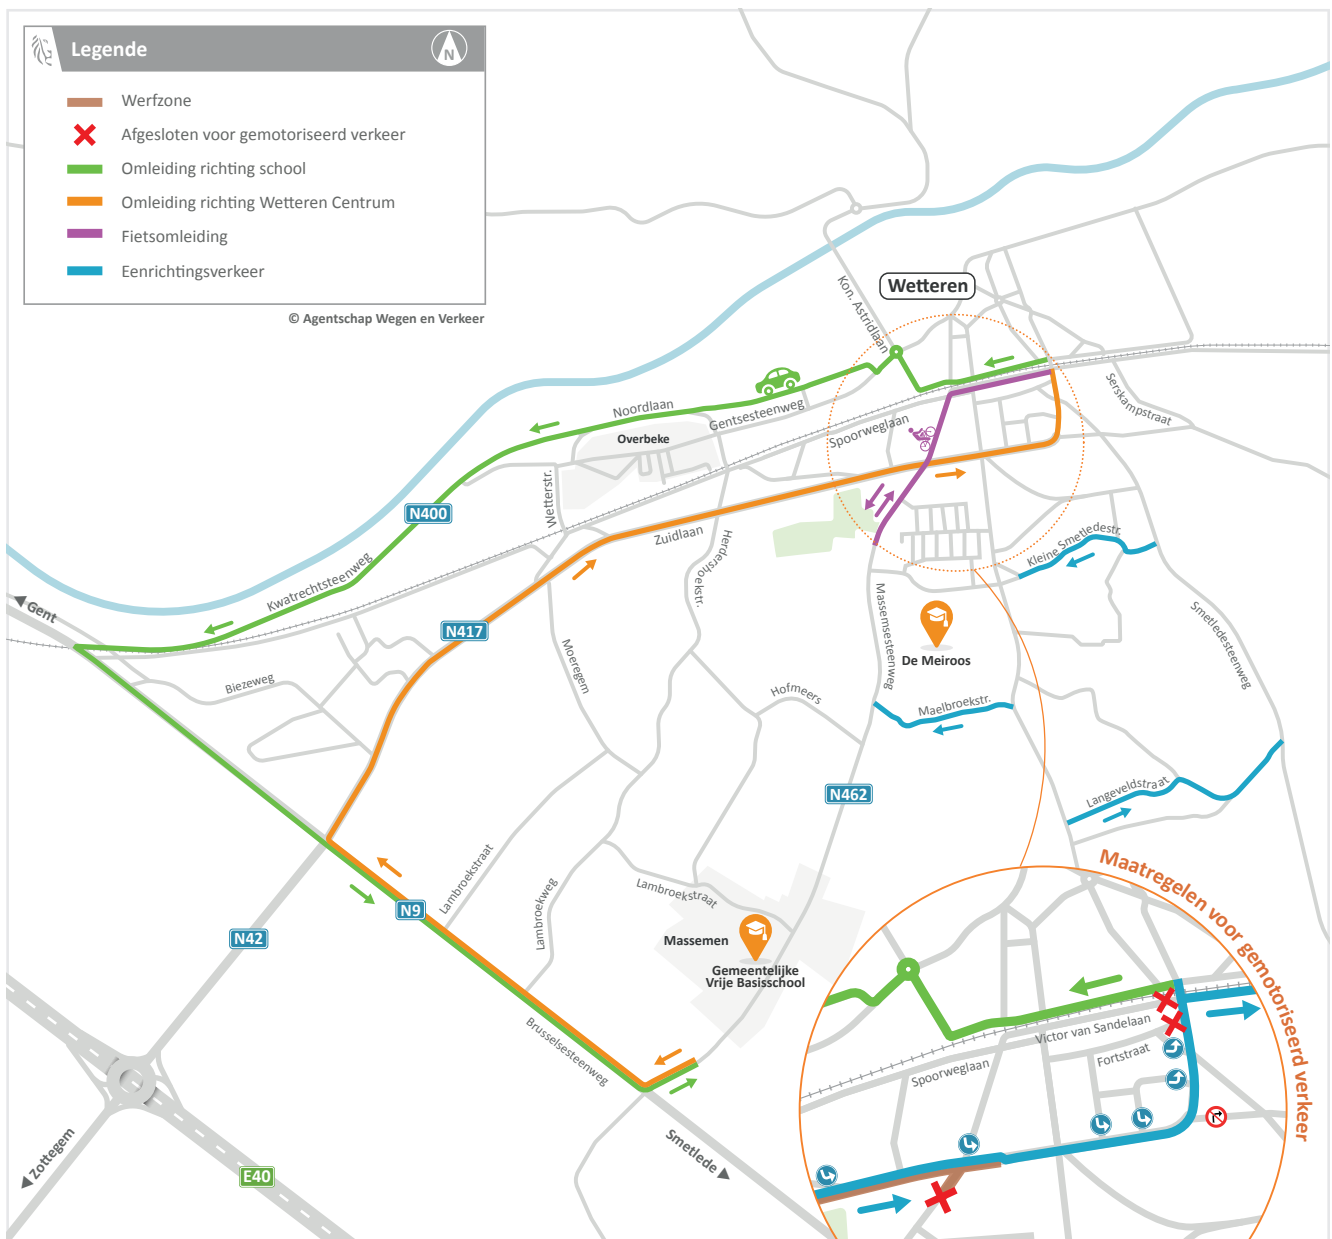 Legende
N
Werfzone
Afgesloten voor gemotoriseerd verkeer
Omleiding richting school
Omleiding richting Wetteren Centrum
Fietsomleiding
Eenrichtingsverkeer
© Agentschap Wegen en Verkeer
Wetteren
Kon. Astridlaan
Serskampstraat
Noordlaan
Gentsesteenweg
Overbeke
Spoorweglaan
Wetterstr.
N400
Zuidlaan
Herdershoekstr.
Kleine Smetledestr.
Kwatrechtsteenweg
Gent
N417
Massemsesteenweg
Smetledesteenweg
De Meiroos
Moeregem
Biezeweg
Hofmeers
Maelbroekstr.
N462
Langeveldstraat
Lambroekstraat
Lambroekweg
Lambroekstraat
N9
N42
Massemen
Gemeentelijke
Vrije Basisschool
Brusselsesteenweg
Smetlede
Zottegem
E40
Maatregelen voor gemotoriseerd verkeer
Victor van Sandelaan
Fortstraat
Spoorweglaan